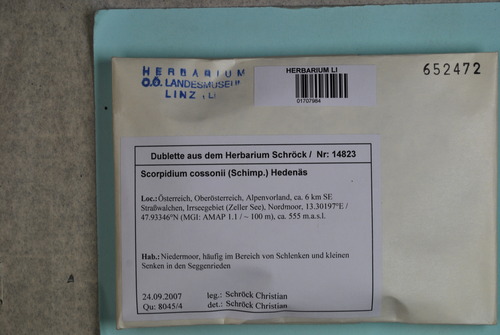 HERBARIUM
O.Ö. LANDESMUSEUM
LINZ (LI
HERBARIUM LI
01707984
652472
Dublette aus dem Herbarium Schröck / Nr: 14823
Scorpidium cossonii (Schimp.) Hedenäs
Loc.:Österreich, Oberösterreich, Alpenvorland, ca. 6 km SE
Straßwalchen, Irrseegebiet (Zeller See), Nordmoor, 13.30197°E /
47.93346°N (MGI: AMAP 1.1 / ~ 100 m), ca. 555 m.a.s.l.
Hab.: Niedermoor, häufig im Bereich von Schlenken und kleinen
Senken in den Seggenrieden
24.09.2007 leg.: Schröck Christian
Qu: 8045/4 det.: Schröck Christian